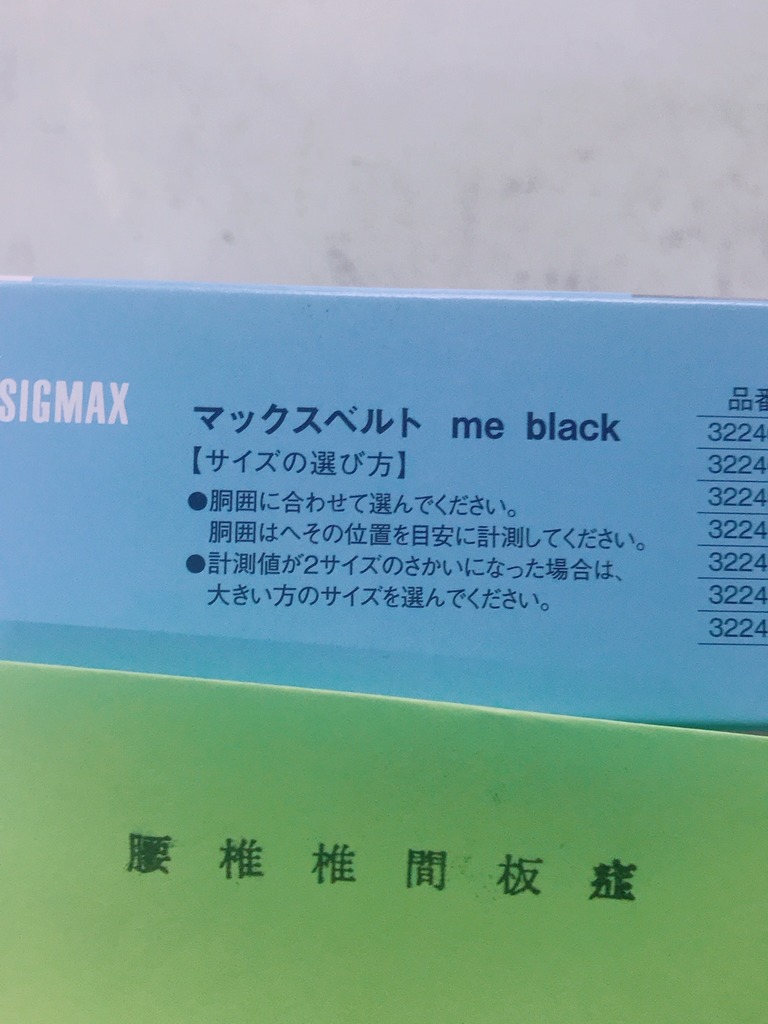 SIGMAX
マックスベルト me black
【サイズの選び方】
●胴囲に合わせて選んでください。
胴囲はへその位置を目安に計測してください。
●計測値が2サイズのさかいになった場合は、
大きい方のサイズを選んでください。
品番
3224
3224
3224
3224
3224
3224
3224
腰椎椎間板症